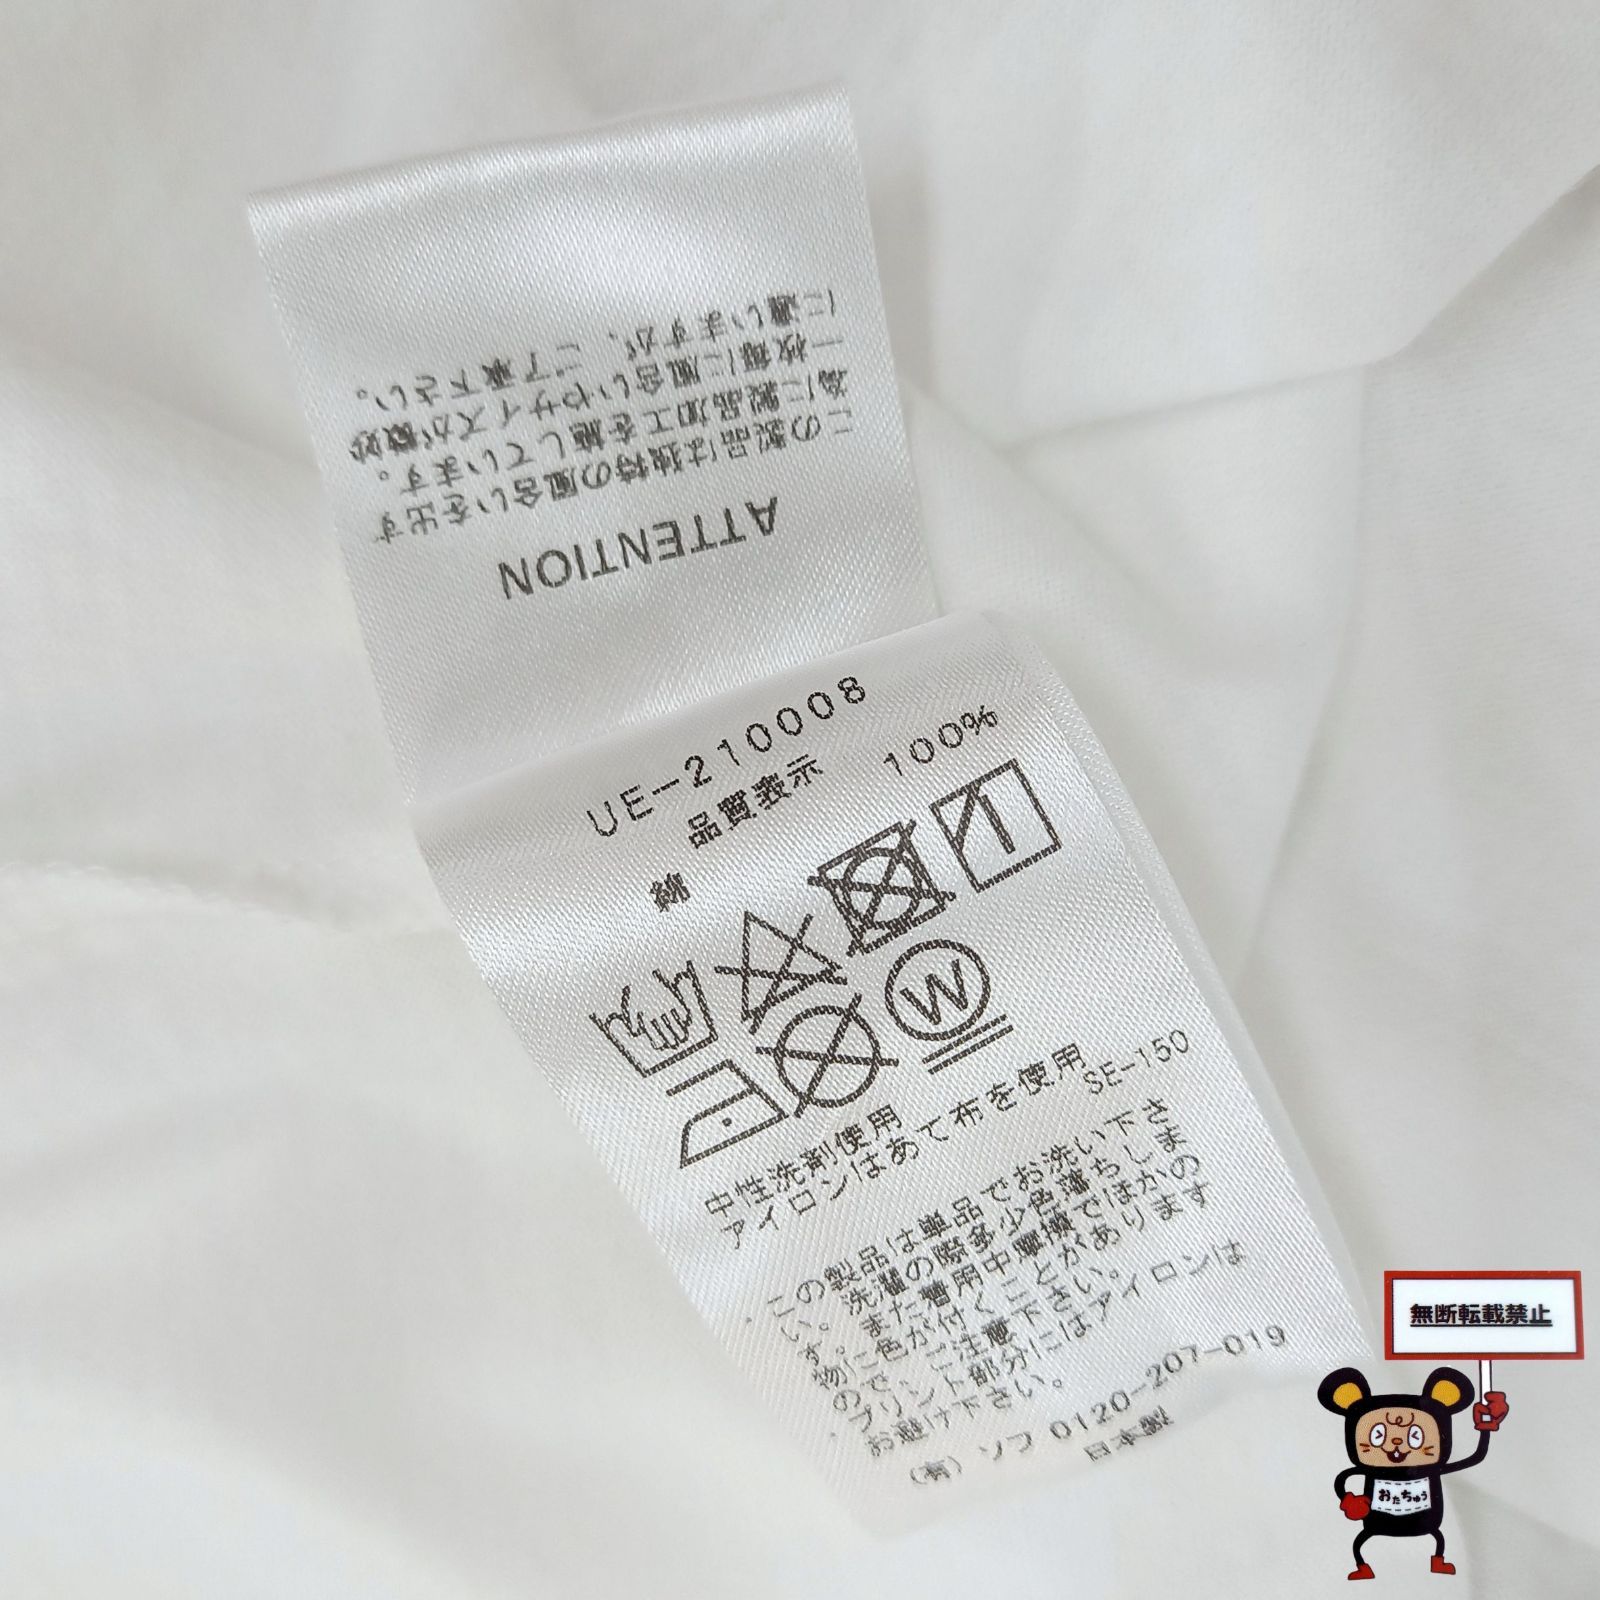 ATTENTION
この製品は独特の風合いを出す
為に製品加工を施しています。
一枚毎に風合いやサイズが微妙
に違いますが、ご了承下さい。
UE-210008
品質表示
綿 100%
W
中性洗剤使用
アイロンはあて布を使用
SE-150
・この製品は単品でお洗い下さ
い。洗濯の際多少色落ちしま
す。また着用中摩擦でほかの
物に色が付くことがあります
のでご注意下さい。
・プリント部分にはアイロンは
お避け下さい。
(有) ソフ 0120-207-019
日本製
無断転載禁止
おたちゅう